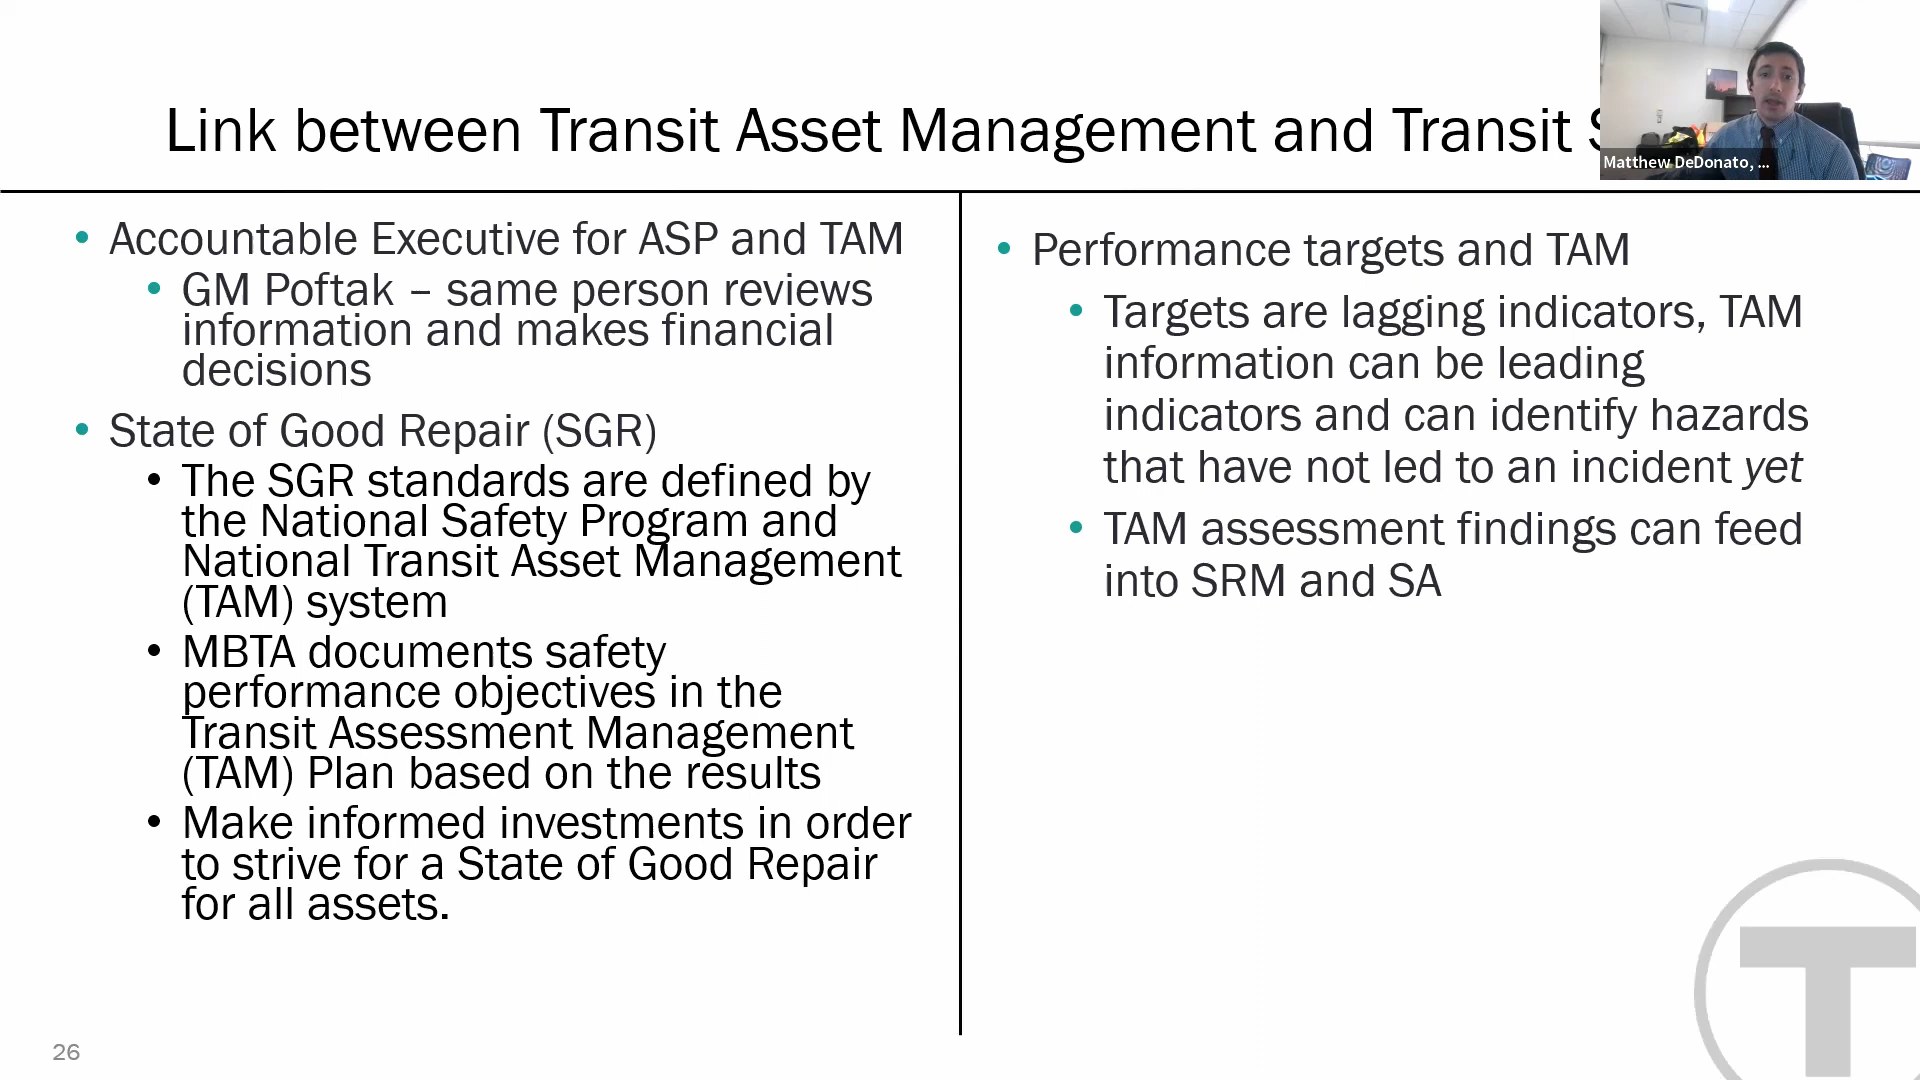 Link between Transit Asset Management and Transit
Matthew DeDonato, ...
• Accountable Executive for ASP and TAM
• GM Poftak – same person reviews
information and makes financial
decisions
• State of Good Repair (SGR)
• The SGR standards are defined by
the National Safety Program and
National Transit Asset Management
(TAM) system
• MBTA documents safety
performance objectives in the
Transit Assessment Management
(TAM) Plan based on the results
• Make informed investments in order
to strive for a State of Good Repair
for all assets.
• Performance targets and TAM
• Targets are lagging indicators, TAM
information can be leading
indicators and can identify hazards
that have not led to an incident yet
• TAM assessment findings can feed
into SRM and SA
T
26